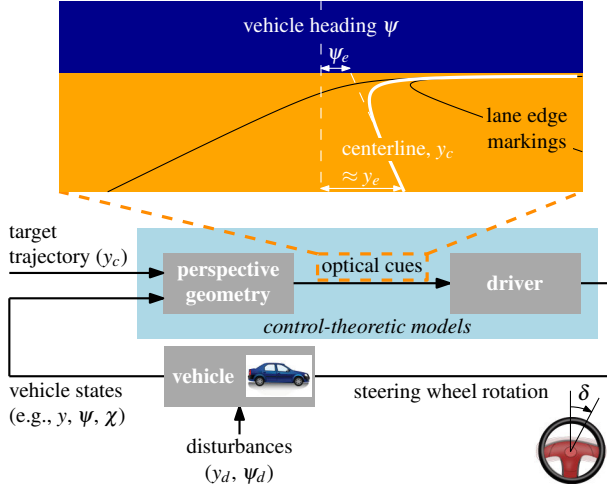 vehicle heading ψ
ψe
lane edge
markings
centerline, yc
≈ ye
target
trajectory (yc)
perspective
geometry
optical cues
driver
control-theoretic models
vehicle
vehicle states
(e.g., y, ψ, χ)
steering wheel rotation
δ
disturbances
(yd, ψd)